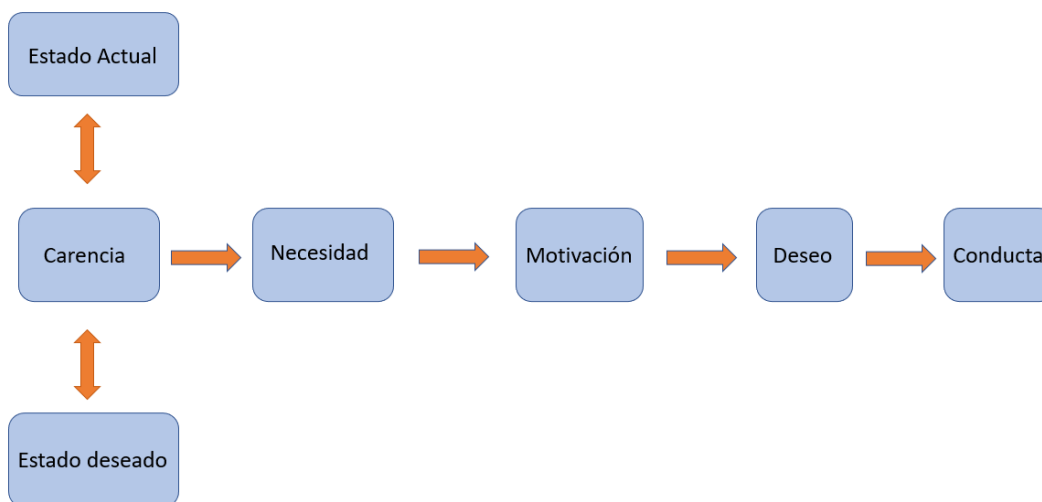 Estado Actual
Carencia
Necesidad
Motivación
Deseo
Conducta
Estado deseado